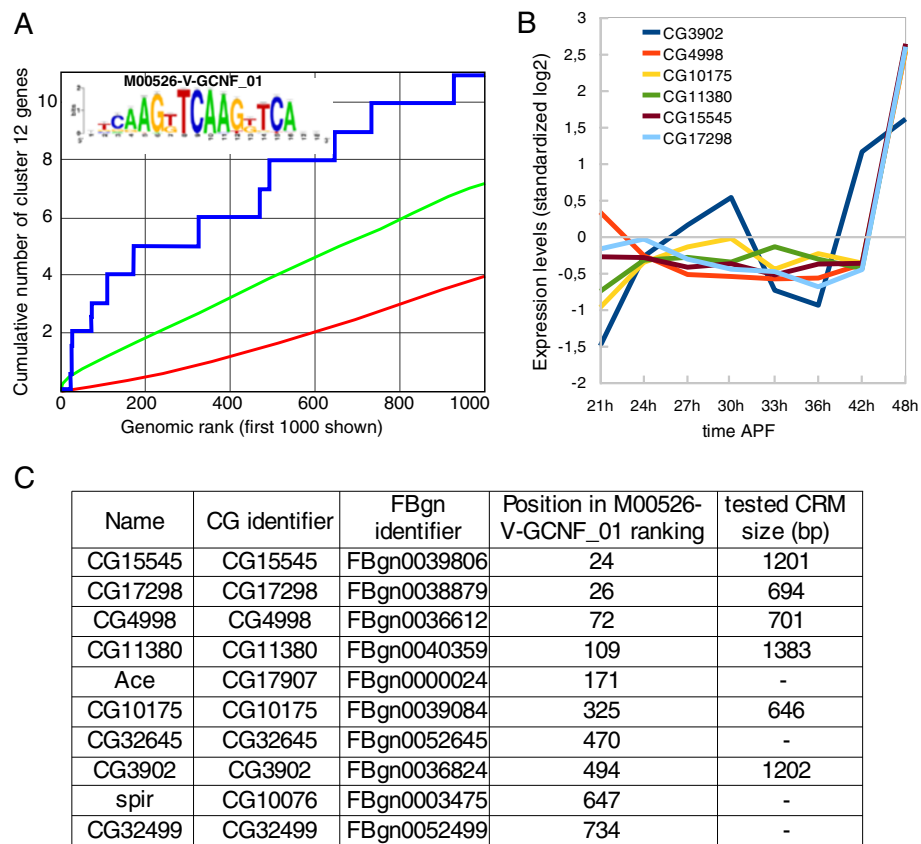 A
M00526-V-GCNF_01
Cumulative number of cluster 12 genes
10
8
6
4
2
0
200
400
600
800
1000
Genomic rank (first 1000 shown)
B
CG3902
CG4998
CG10175
CG11380
CG15545
CG17298
Expression levels (standardized log2)
3
2,5
2
1,5
1
0,5
0
-0,5
-1
-1,5
-2
21h 24h 27h 30h 33h 36h 42h 48h
time APF
C
Name CG identifier FBgn identifier Position in M00526-V-GCNF_01 ranking tested CRM size (bp)
CG15545 CG15545 FBgn0039806 24 1201
CG17298 CG17298 FBgn0038879 26 694
CG4998 CG4998 FBgn0036612 72 701
CG11380 CG11380 FBgn0040359 109 1383
Ace CG17907 FBgn0000024 171 -
CG10175 CG10175 FBgn0039084 325 646
CG32645 CG32645 FBgn0052645 470 -
CG3902 CG3902 FBgn0036824 494 1202
spir CG10076 FBgn0003475 647 -
CG32499 CG32499 FBgn0052499 734 -